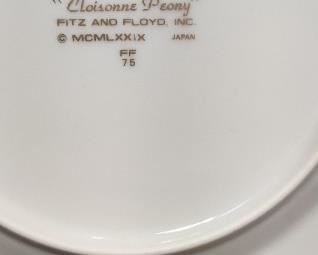 "Cloisonne Peony"
FITZ AND FLOYD, INC.
© MCMLXXIX JAPAN
FF
75